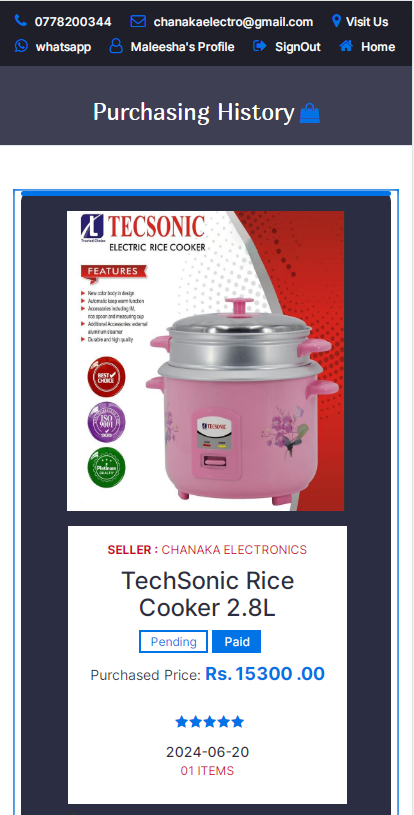 0778200344 chanakaelectro@gmail.com Visit Us
whatsapp Maleesha's Profile SignOut Home
Purchasing History
TECSONIC
Trusted Choice
ELECTRIC RICE COOKER
FEATURES
New color body in design
Automatic keep warm function
Accessories including lid,
rice spoon and measuring cup
Additional Accessories: external
aluminum steamer
Durable and high quality
BEST
CHOICE
ISO
9001
Platinum
TECSONIC
SELLER : CHANAKA ELECTRONICS
TechSonic Rice
Cooker 2.8L
Pending Paid
Purchased Price: Rs. 15300 .00
2024-06-20
01 ITEMS